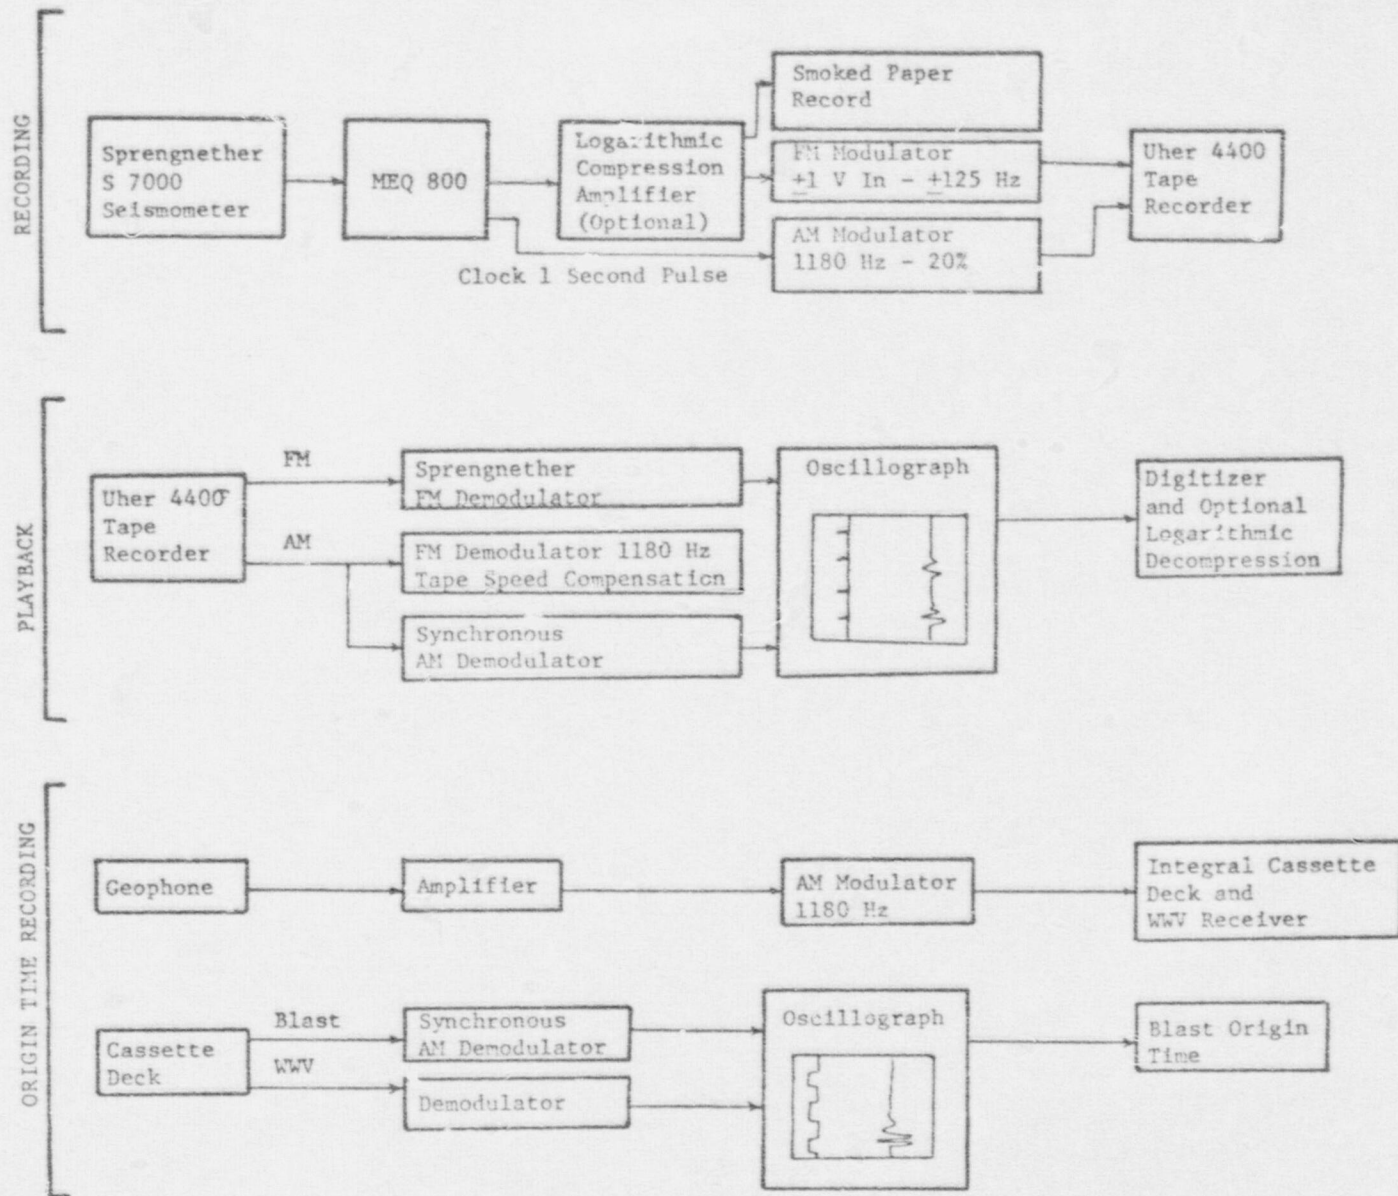 RECORDING
Sprengnether
S 7000
Seismometer
MEQ 800
Logarithmic
Compression
Amplifier
(Optional)
Smoked Paper
Record
FM Modulator
±1 V In - ±125 Hz
AM Modulator
1180 Hz - 20%
Clock 1 Second Pulse
Uher 4400
Tape
Recorder
PLAYBACK
Uher 4400
Tape
Recorder
FM
AM
Sprengnether
FM Demodulator
FM Demodulator 1180 Hz
Tape Speed Compensation
Synchronous
AM Demodulator
Oscillograph
Digitizer
and Optional
Logarithmic
Decompression
ORIGIN TIME RECORDING
Geophone
Amplifier
AM Modulator
1180 Hz
Integral Cassette
Deck and
WWV Receiver
Cassette
Deck
Blast
WWV
Synchronous
AM Demodulator
Demodulator
Oscillograph
Blast Origin
Time